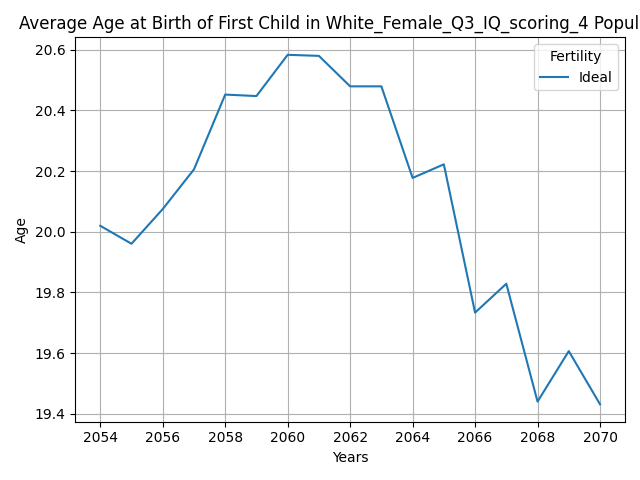 Average Age at Birth of First Child in White_Female_Q3_IQ_scoring_4 Popul
Fertility
Ideal
20.6
20.4
20.2
20.0
19.8
19.6
19.4
Age
2054 2056 2058 2060 2062 2064 2066 2068 2070
Years